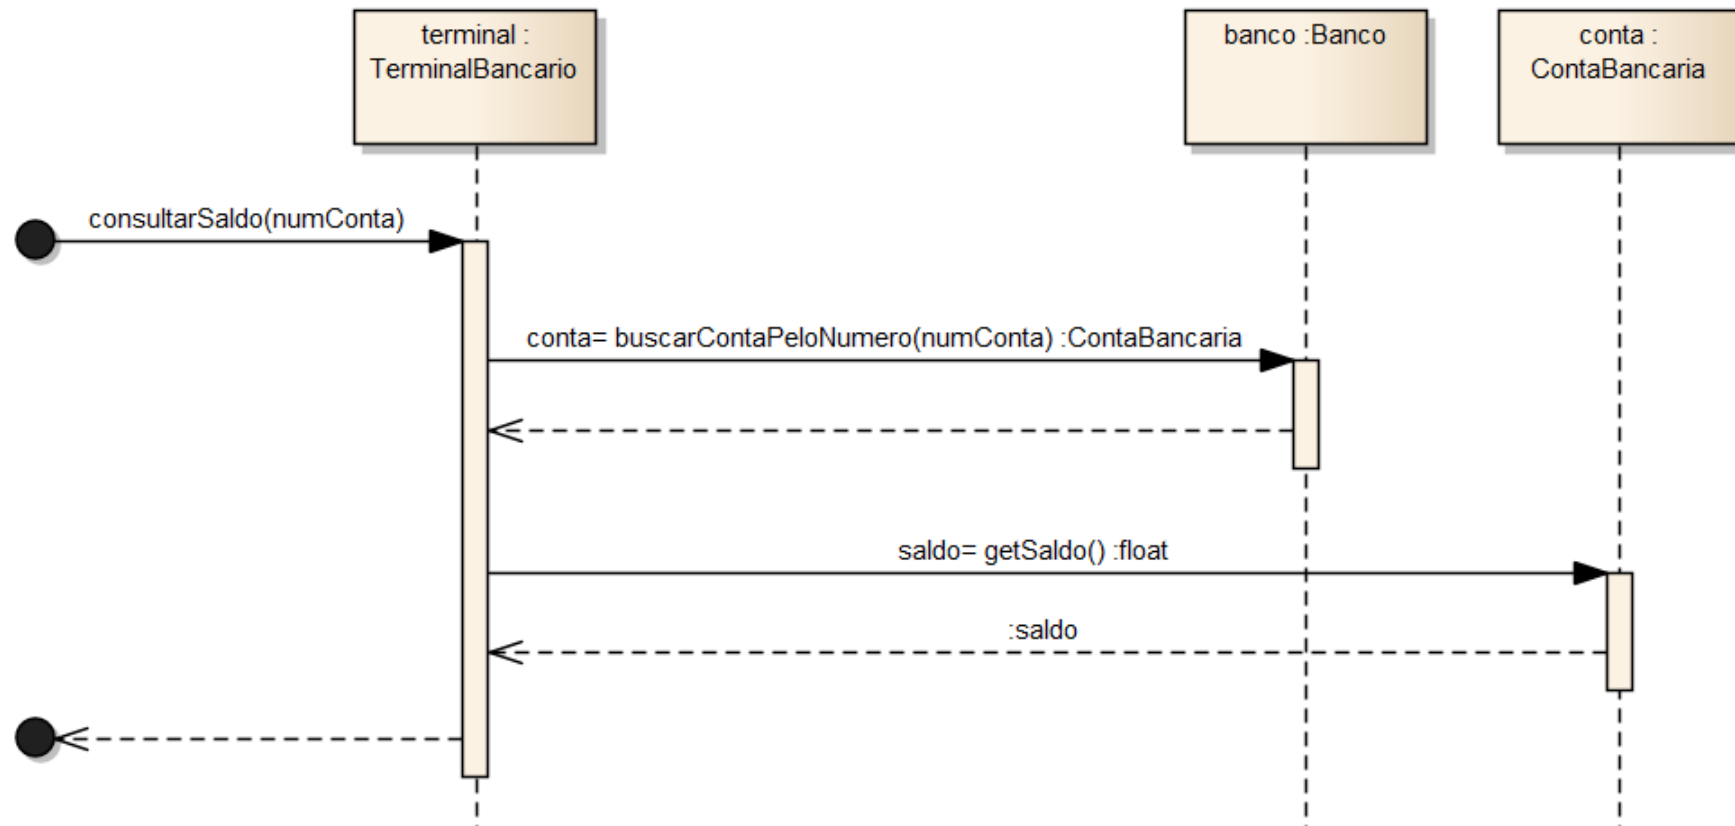 terminal :
TerminalBancario
banco :Banco
conta :
ContaBancaria
consultarSaldo(numConta)
conta= buscarContaPeloNumero(numConta) :ContaBancaria
saldo= getSaldo() :float
:saldo